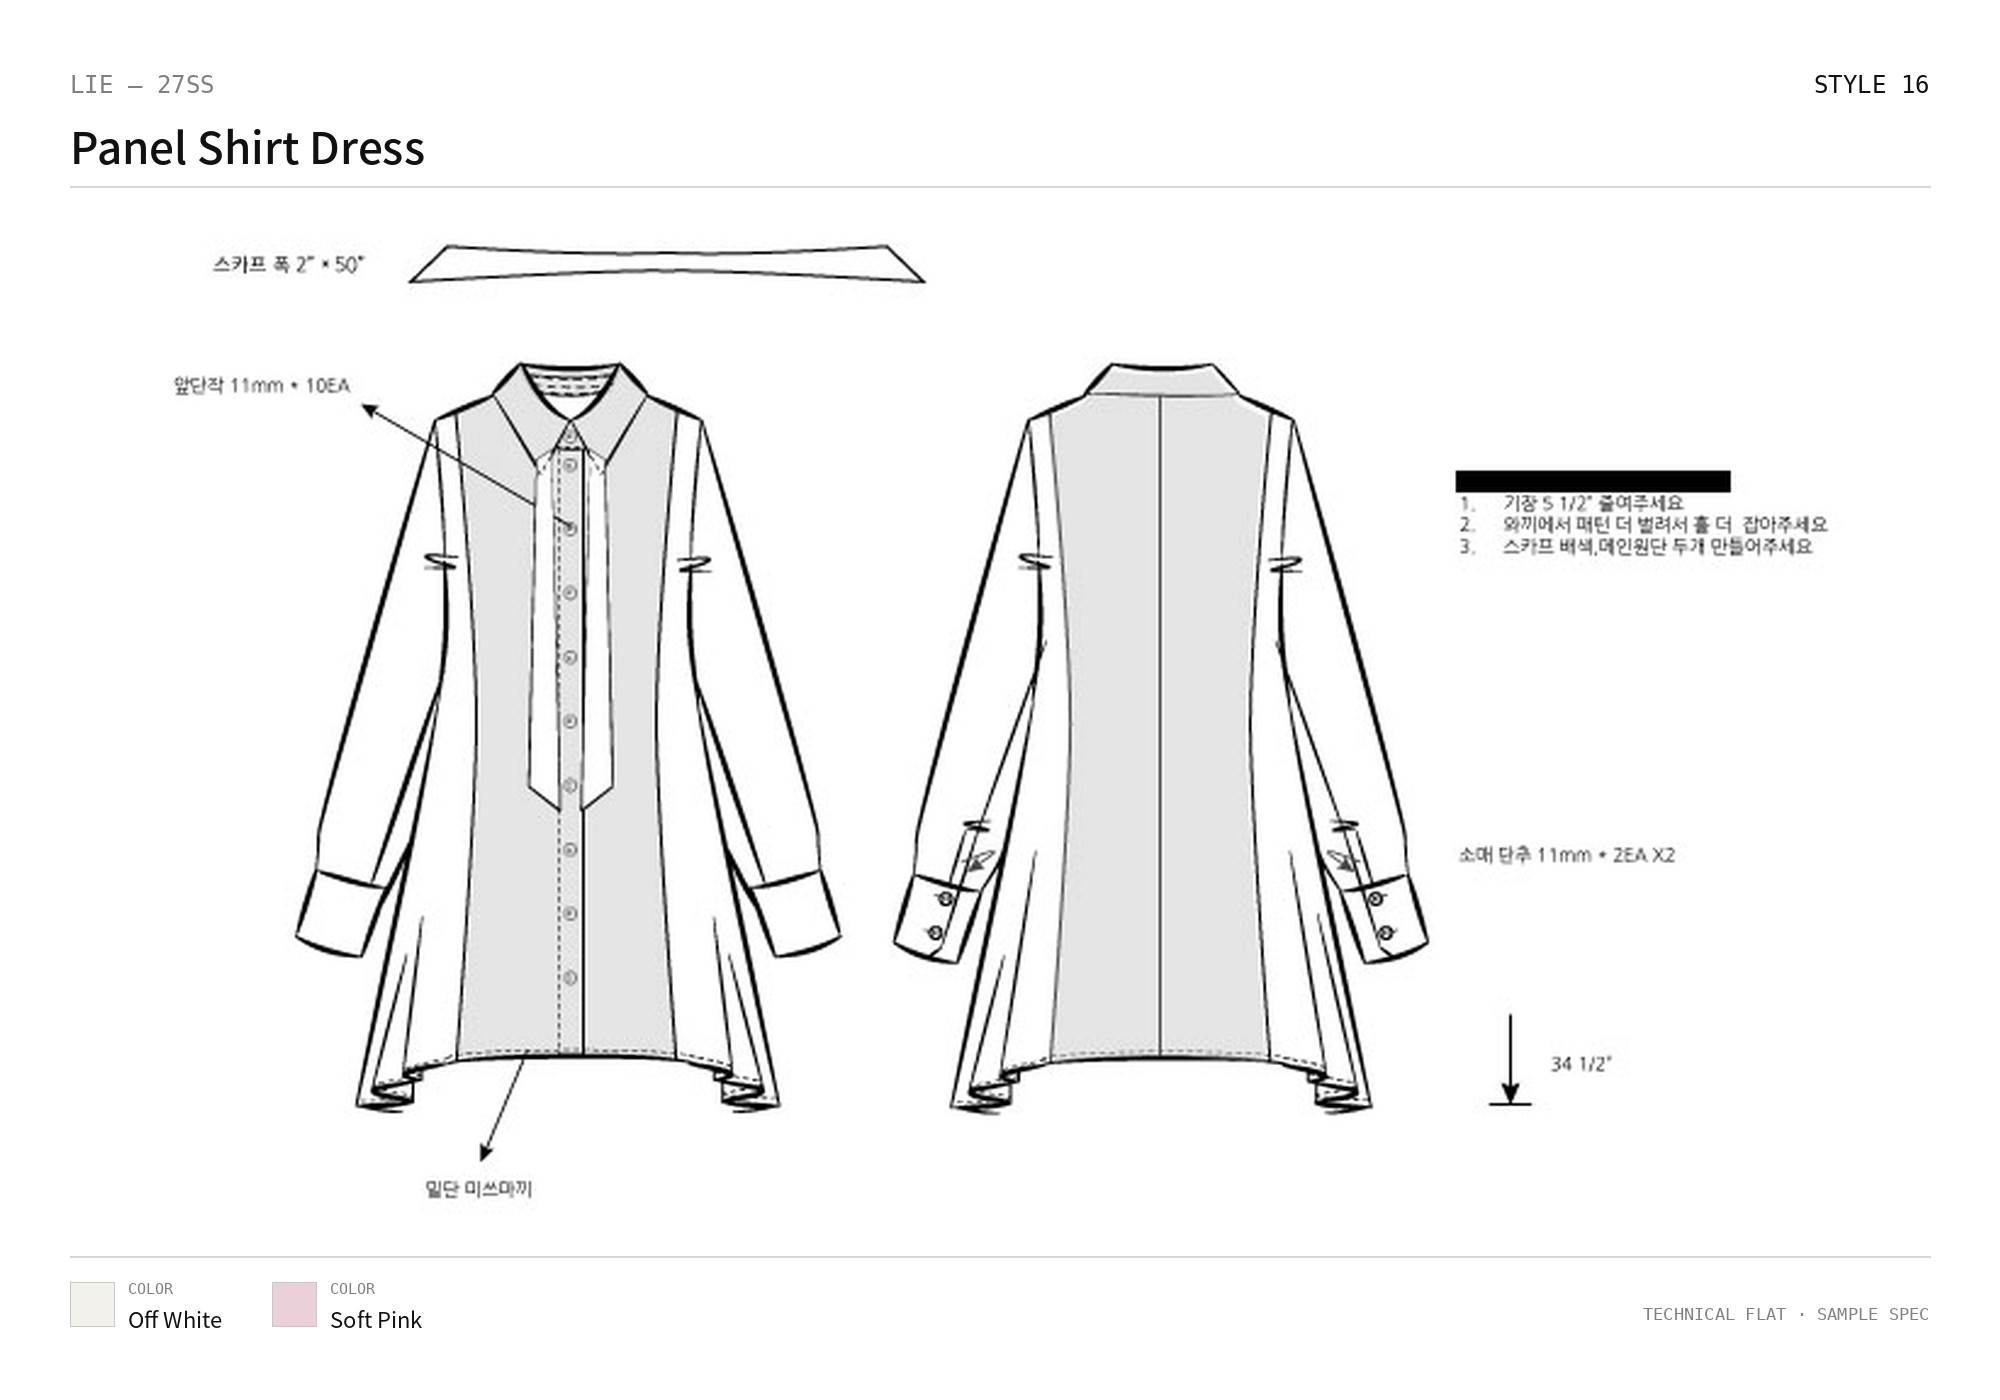 LIE — 27SS
STYLE 16
Panel Shirt Dress
스카프 폭 2" * 50"
앞단작 11mm * 10EA
1. 기장 5 1/2" 줄여주세요
2. 와끼에서 패턴 더 벌려서 훌 더 잡아주세요
3. 스카프 배색,메인원단 두개 만들어주세요
소매 단추 11mm * 2EA X2
34 1/2"
밑단 미쓰마끼
COLOR
Off White
COLOR
Soft Pink
TECHNICAL FLAT · SAMPLE SPEC